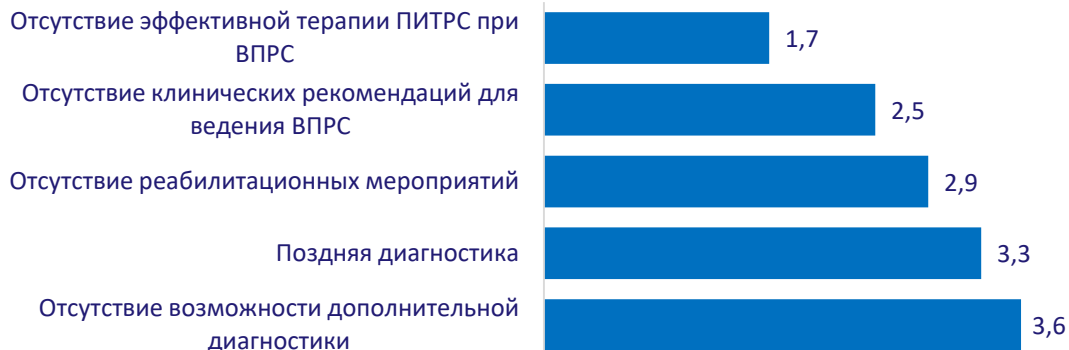 Отсутствие эффективной терапии ПИТРС при
ВПРС
1,7
Отсутствие клинических рекомендаций для
ведения ВПРС
2,5
Отсутствие реабилитационных мероприятий
2,9
Поздняя диагностика
3,3
Отсутствие возможности дополнительной
диагностики
3,6